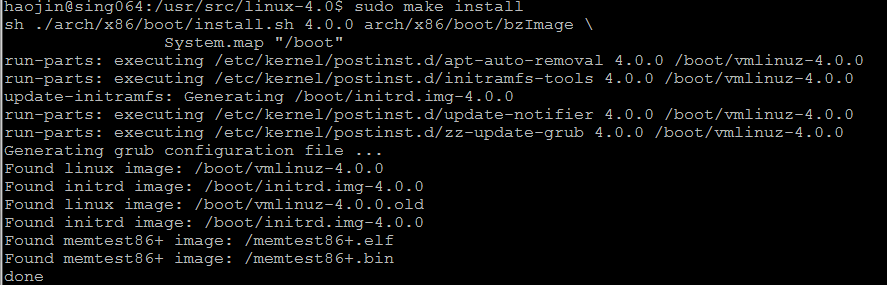 haojin@sing064:/usr/src/linux-4.0$ sudo make install
sh ./arch/x86/boot/install.sh 4.0.0 arch/x86/boot/bzImage \
System.map "/boot"
run-parts: executing /etc/kernel/postinst.d/apt-auto-removal 4.0.0 /boot/vmlinuz-4.0.0
run-parts: executing /etc/kernel/postinst.d/initramfs-tools 4.0.0 /boot/vmlinuz-4.0.0
update-initramfs: Generating /boot/initrd.img-4.0.0
run-parts: executing /etc/kernel/postinst.d/update-notifier 4.0.0 /boot/vmlinuz-4.0.0
run-parts: executing /etc/kernel/postinst.d/zz-update-grub 4.0.0 /boot/vmlinuz-4.0.0
Generating grub configuration file ...
Found linux image: /boot/vmlinuz-4.0.0
Found initrd image: /boot/initrd.img-4.0.0
Found linux image: /boot/vmlinuz-4.0.0.old
Found initrd image: /boot/initrd.img-4.0.0
Found memtest86+ image: /memtest86+.elf
Found memtest86+ image: /memtest86+.bin
done